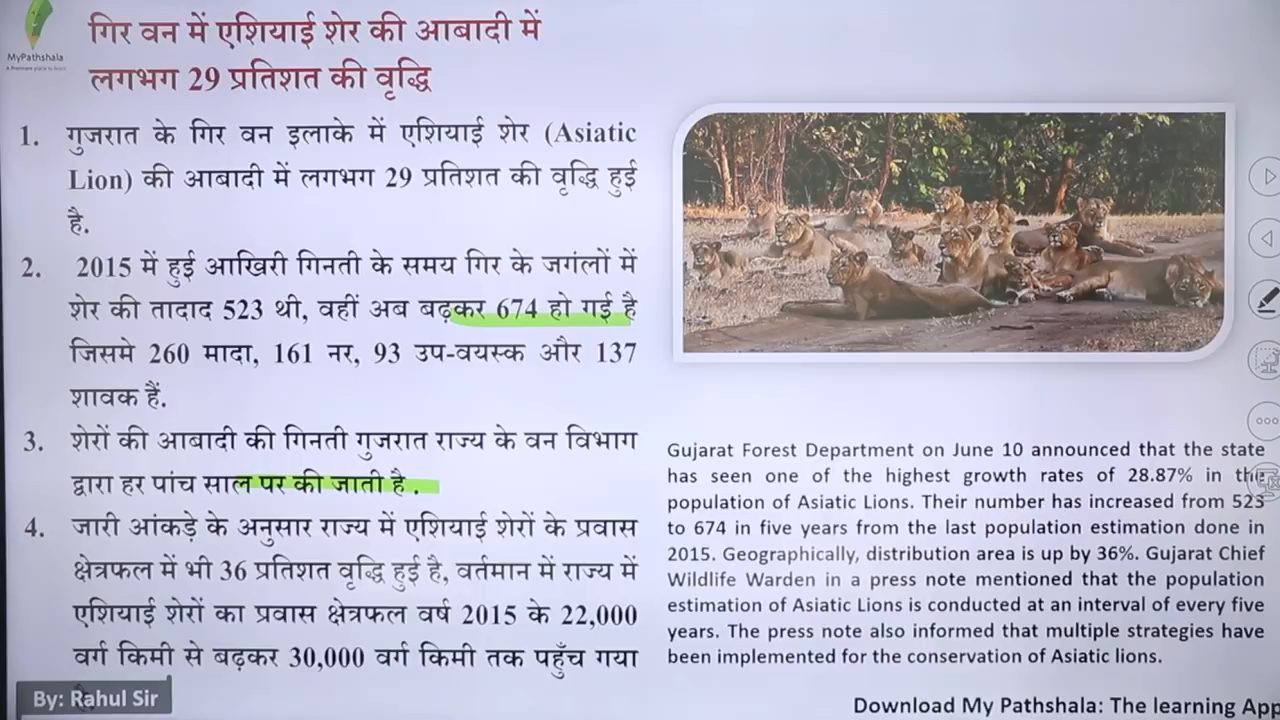 MyPathshala
गिर वन में एशियाई शेर की आबादी में
लगभग 29 प्रतिशत की वृद्धि
1. गुजरात के गिर वन इलाके में एशियाई शेर (Asiatic
Lion) की आबादी में लगभग 29 प्रतिशत की वृद्धि हुई
है.
2. 2015 में हुई आखिरी गिनती के समय गिर के जगंलों में
शेर की तादाद 523 थी, वहीं अब बढ़कर 674 हो गई है
जिसमे 260 मादा, 161 नर, 93 उप-वयस्क और 137
शावक हैं.
3. शेरों की आबादी की गिनती गुजरात राज्य के वन विभाग
द्वारा हर पांच साल पर की जाती है .
4. जारी आंकड़े के अनुसार राज्य में एशियाई शेरों के प्रवास
क्षेत्रफल में भी 36 प्रतिशत वृद्धि हुई है, वर्तमान में राज्य में
एशियाई शेरों का प्रवास क्षेत्रफल वर्ष 2015 के 22,000
वर्ग किमी से बढ़कर 30,000 वर्ग किमी तक पहुँच गया
By: Rahul Sir
Gujarat Forest Department on June 10 announced that the state
has seen one of the highest growth rates of 28.87% in the
population of Asiatic Lions. Their number has increased from 523
to 674 in five years from the last population estimation done in
2015. Geographically, distribution area is up by 36%. Gujarat Chief
Wildlife Warden in a press note mentioned that the population
estimation of Asiatic Lions is conducted at an interval of every five
years. The press note also informed that multiple strategies have
been implemented for the conservation of Asiatic lions.
Download My Pathshala: The learning App